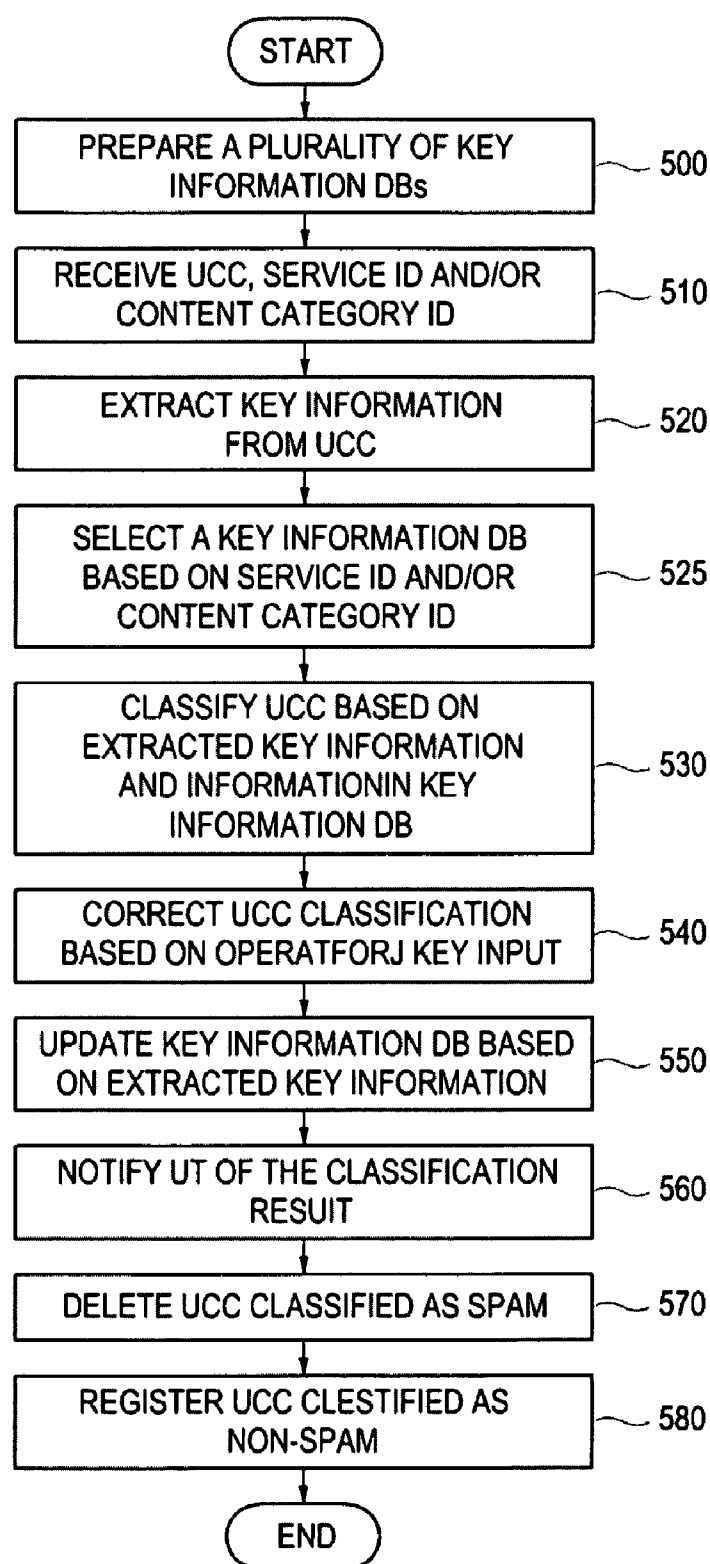 START
PREPARE A PLURALITY OF KEY
INFORMATION DBs
500
RECEIVE UCC, SERVICE ID AND/OR
CONTENT CATEGORY ID
510
EXTRACT KEY INFORMATION
FROM UCC
520
SELECT A KEY INFORMATION DB
BASED ON SERVICE ID AND/OR
CONTENT CATEGORY ID
525
CLASSIFY UCC BASED ON
EXTRACTED KEY INFORMATION
AND INFORMATIONIN KEY
INFORMATION DB
530
CORRECT UCC CLASSIFICATION
BASED ON OPERATFORJ KEY INPUT
540
UPDATE KEY INFORMATION DB BASED
ON EXTRACTED KEY INFORMATION
550
NOTIFY UT OF THE CLASSIFICATION
RESUIT
560
DELETE UCC CLASSIFIED AS SPAM
570
REGISTER UCC CLESTIFIED AS
NON-SPAM
580
END